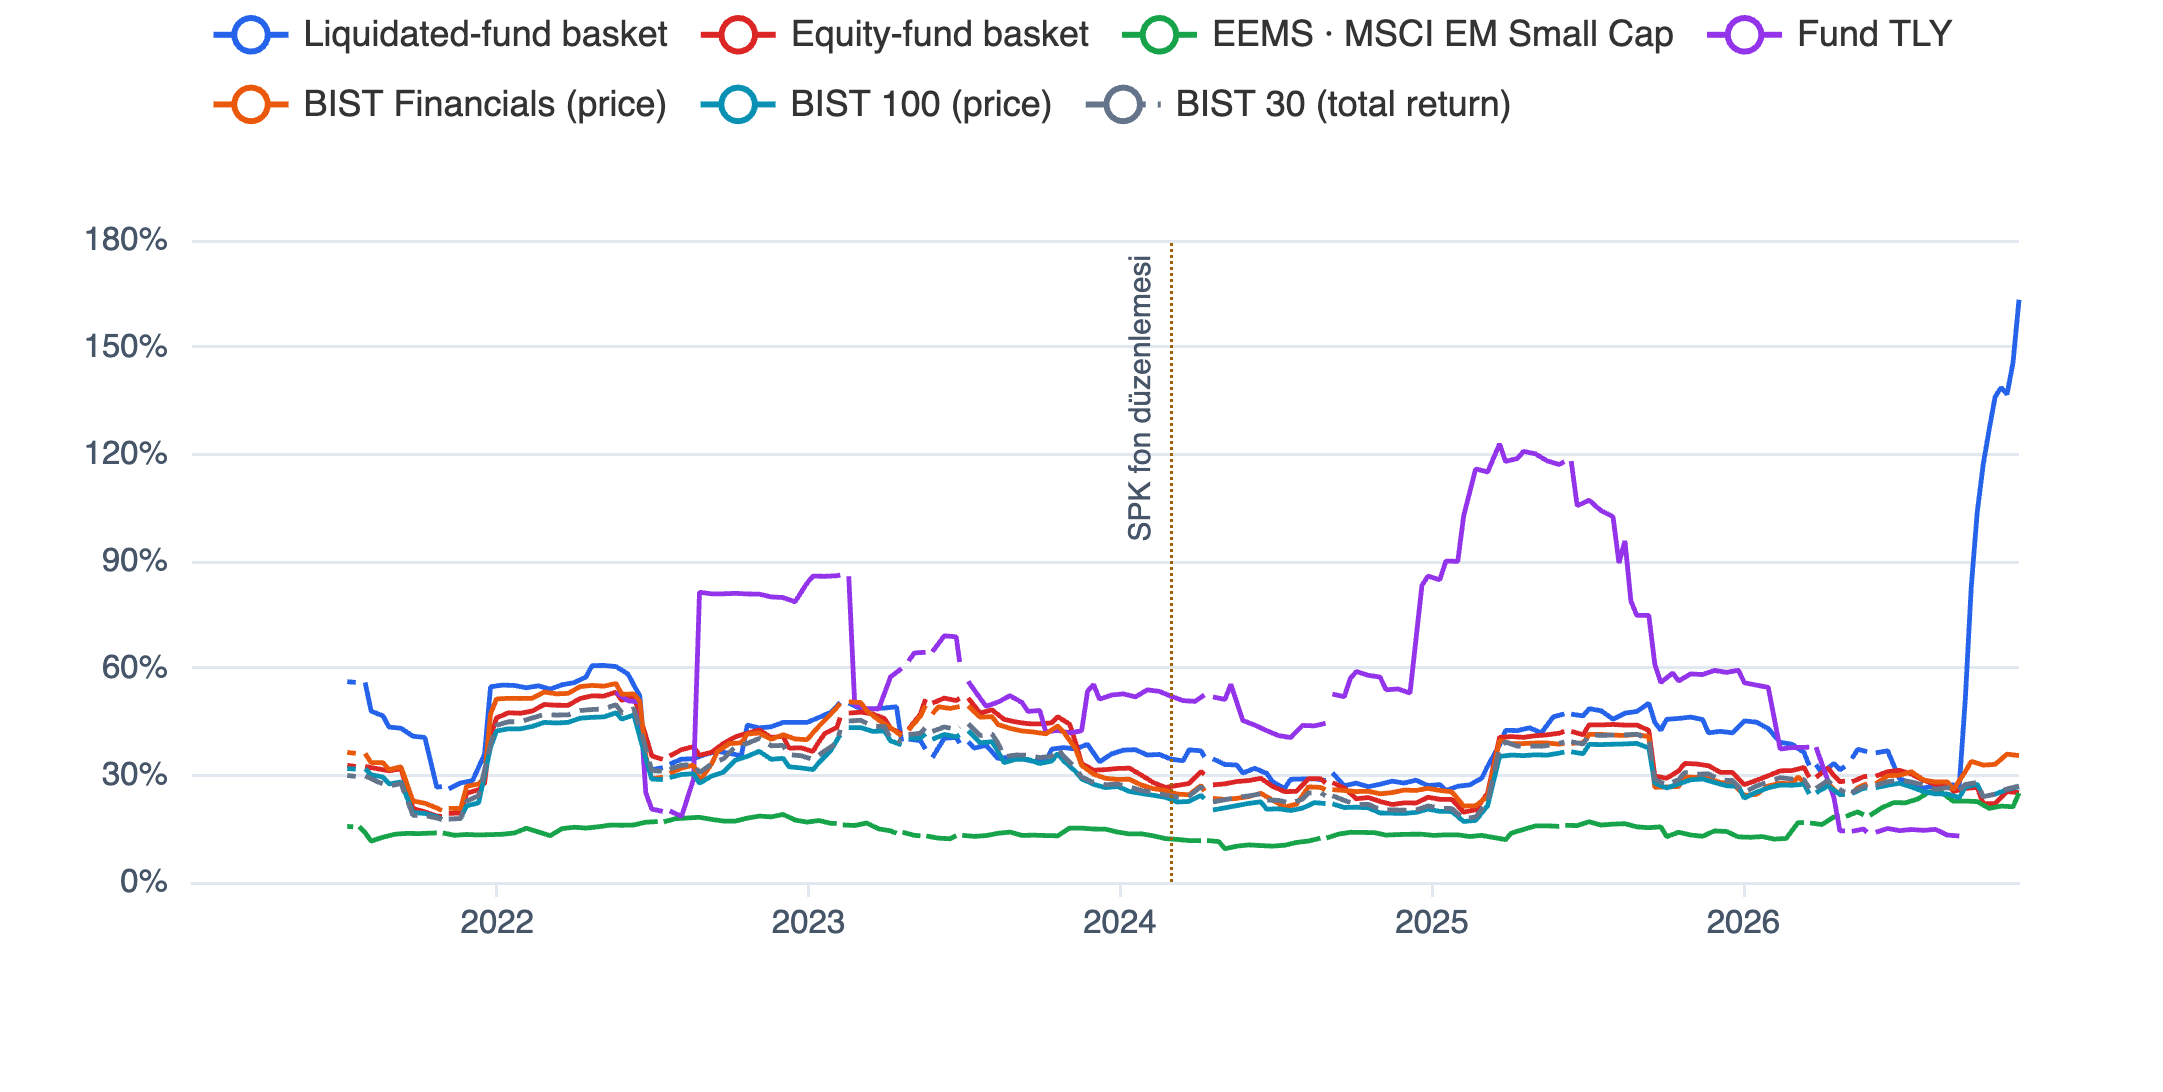 Liquidated-fund basket Equity-fund basket EEMS · MSCI EM Small Cap Fund TLY
BIST Financials (price) BIST 100 (price) BIST 30 (total return)
180%
150%
120%
90%
60%
30%
0%
SPK fon düzenlemesi
2022 2023 2024 2025 2026